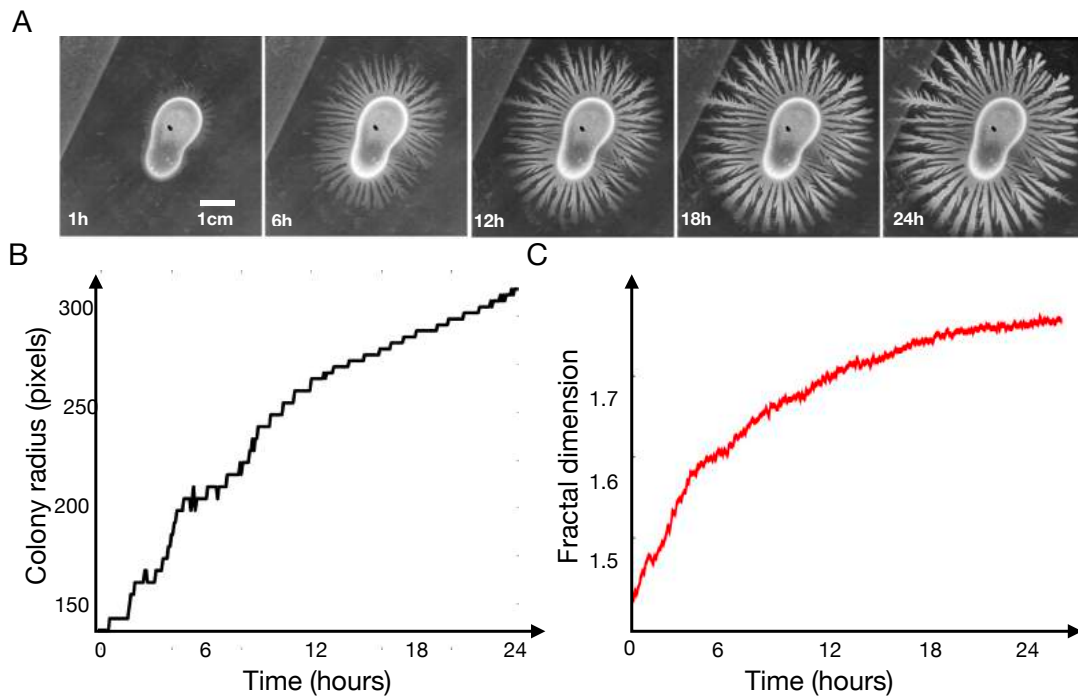 A
1h
1cm
6h
12h
18h
24h
B
Colony radius (pixels)
300
250
200
150
0 6 12 18 24
Time (hours)
C
Fractal dimension
1.7
1.6
1.5
0 6 12 18 24
Time (hours)